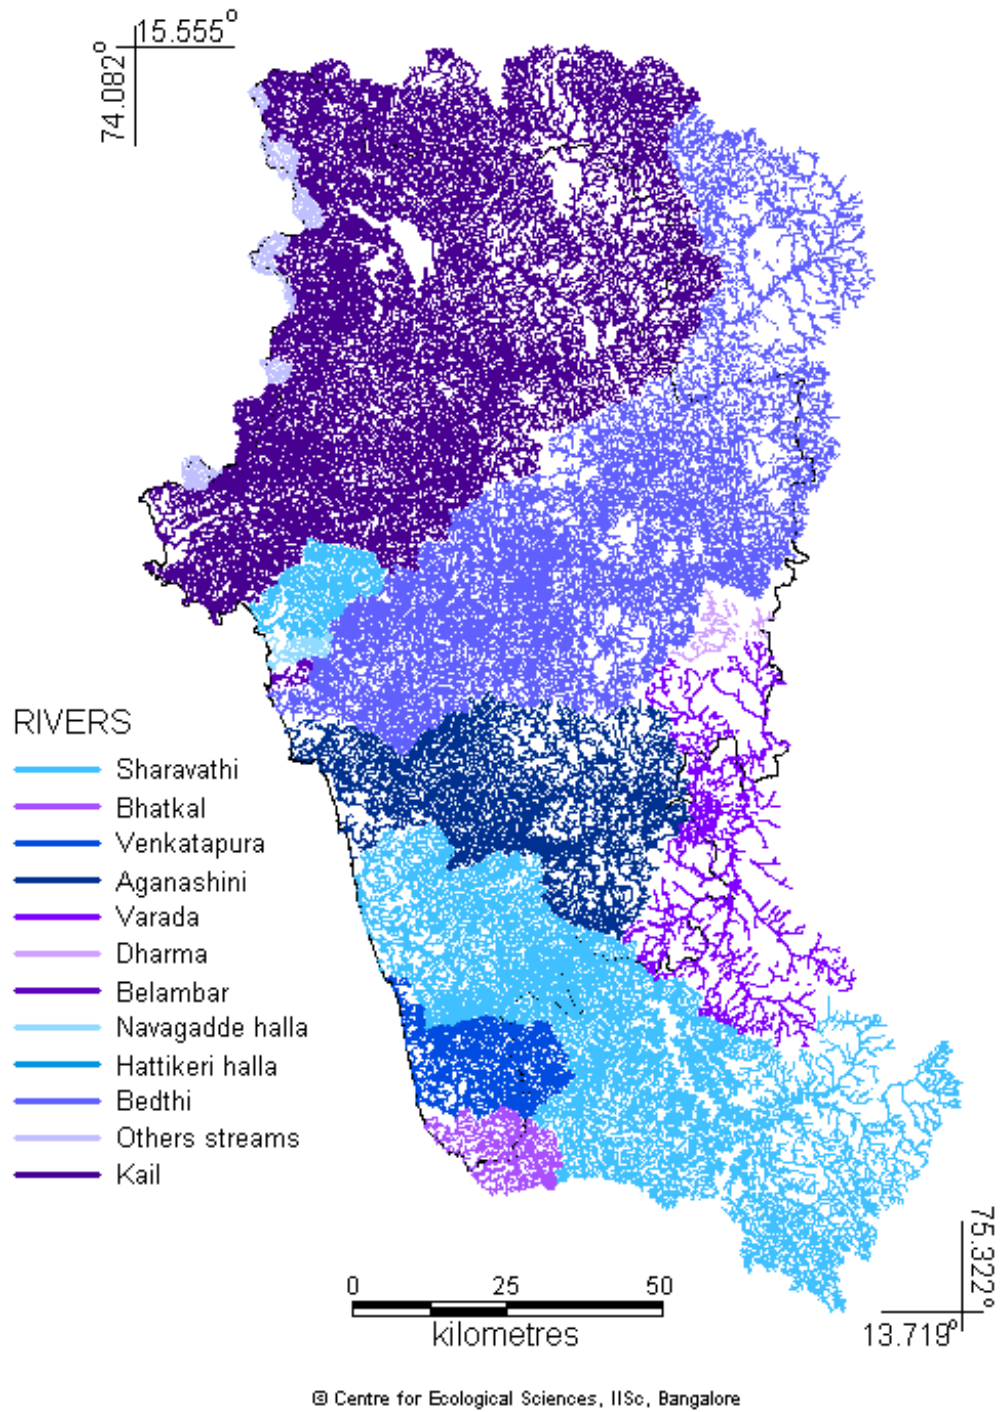 15.555°
74.082°
RIVERS
Sharavathi
Bhatkal
Venkatapura
Aganashini
Varada
Dharma
Belambar
Navagadde halla
Hattikeri halla
Bedthi
Others streams
Kail
0 25 50
kilometres
75.322°
13.719°
© Centre for Ecological Sciences, IISc, Bangalore